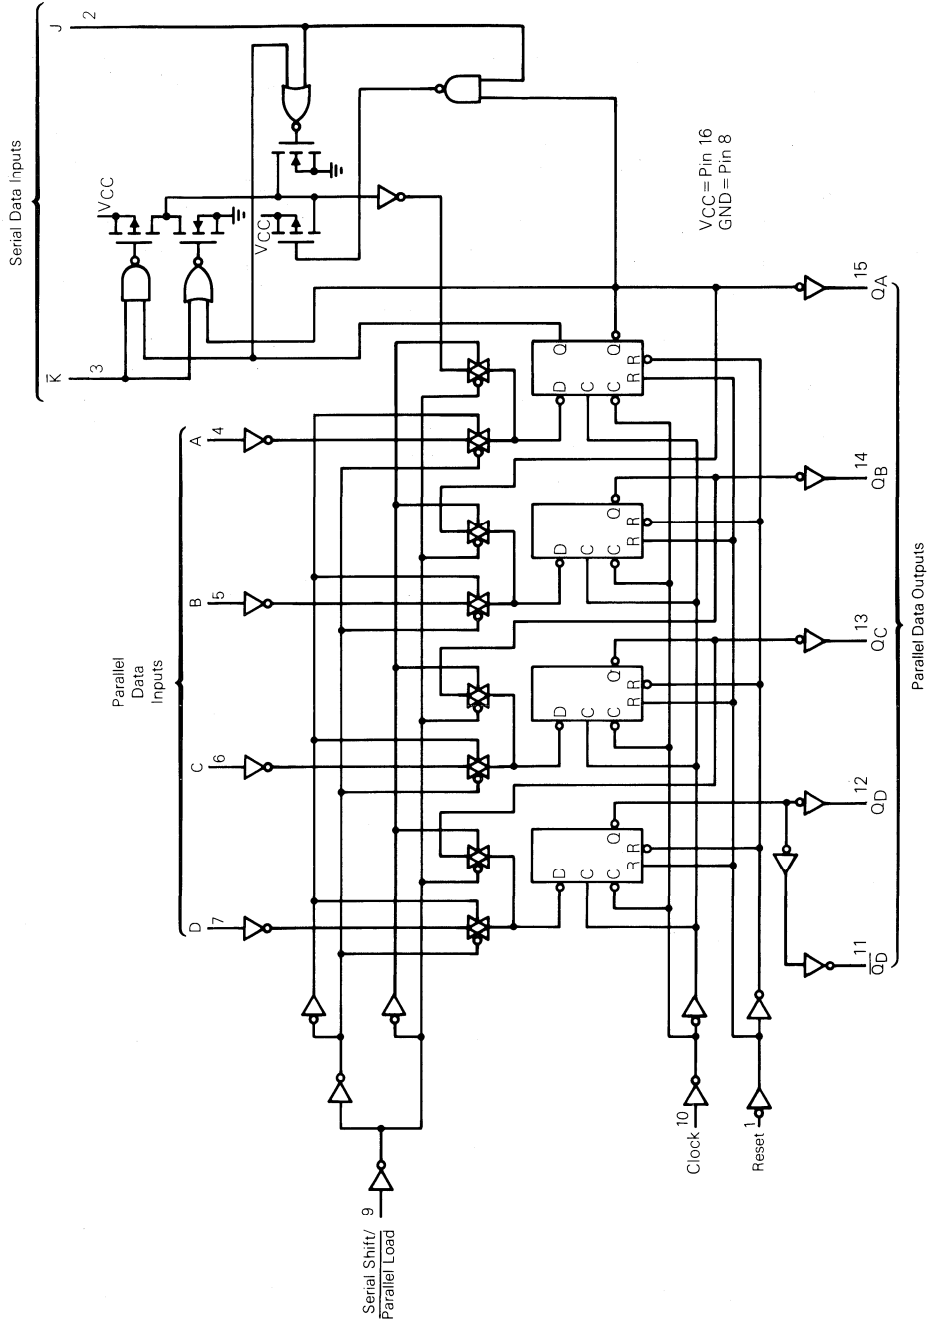 Serial Data Inputs
J 2
K̅ 3
VCC
VCC
VCC = Pin 16
GND = Pin 8
Parallel
Data
Inputs
A 4
B 5
C 6
D 7
D
C
C
Q
Q
R
R
D
C
C
Q
R
R
D
C
C
Q
R
R
D
C
C
Q
R
R
15
QA
14
QB
13
QC
12
QD
11
Q̅D̅
Parallel Data Outputs
Serial Shift/ 9
P̅a̅r̅a̅l̅l̅e̅l̅ L̅o̅a̅d̅
Clock 10
Reset 1